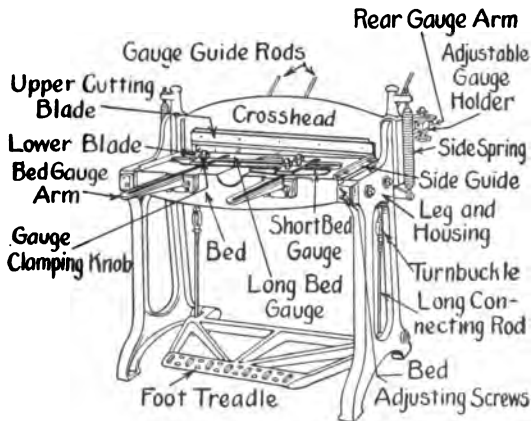 Rear Gauge Arm
Gauge Guide Rods
Adjustable
Gauge
Holder
Upper Cutting
Blade
Crosshead
Lower Blade
Side Spring
Bed Gauge
Arm
Side Guide
Gauge
Clamping Knob
Bed
Short Bed
Gauge
Leg and
Housing
Long Bed
Gauge
Turnbuckle
Long Con-
necting Rod
Foot Treadle
Bed
Adjusting Screws